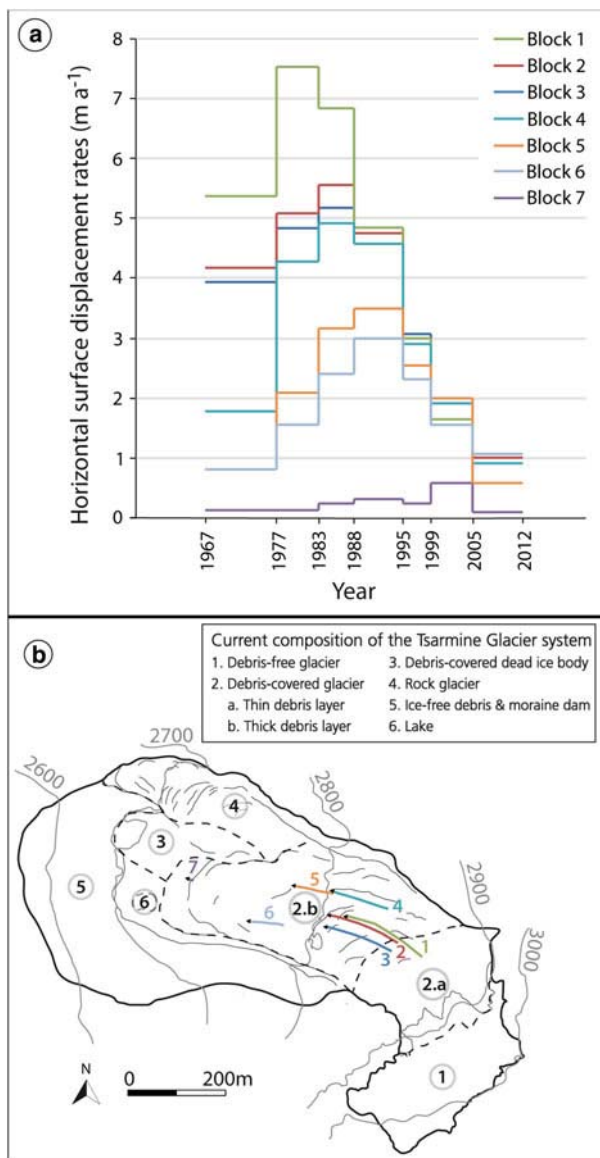 a
Horizontal surface displacement rates (m a-1)
8
7
6
5
4
3
2
1
0
Block 1
Block 2
Block 3
Block 4
Block 5
Block 6
Block 7
1967
1977
1983
1988
1995
1999
2005
2012
Year
b
Current composition of the Tsarmine Glacier system
1. Debris-free glacier
2. Debris-covered glacier
a. Thin debris layer
b. Thick debris layer
3. Debris-covered dead ice body
4. Rock glacier
5. Ice-free debris & moraine dam
6. Lake
2700
2600
2800
4
3
7
5
2900
5
6
2.b
4
3000
6
1
2
3
2.a
N
0
200m
1